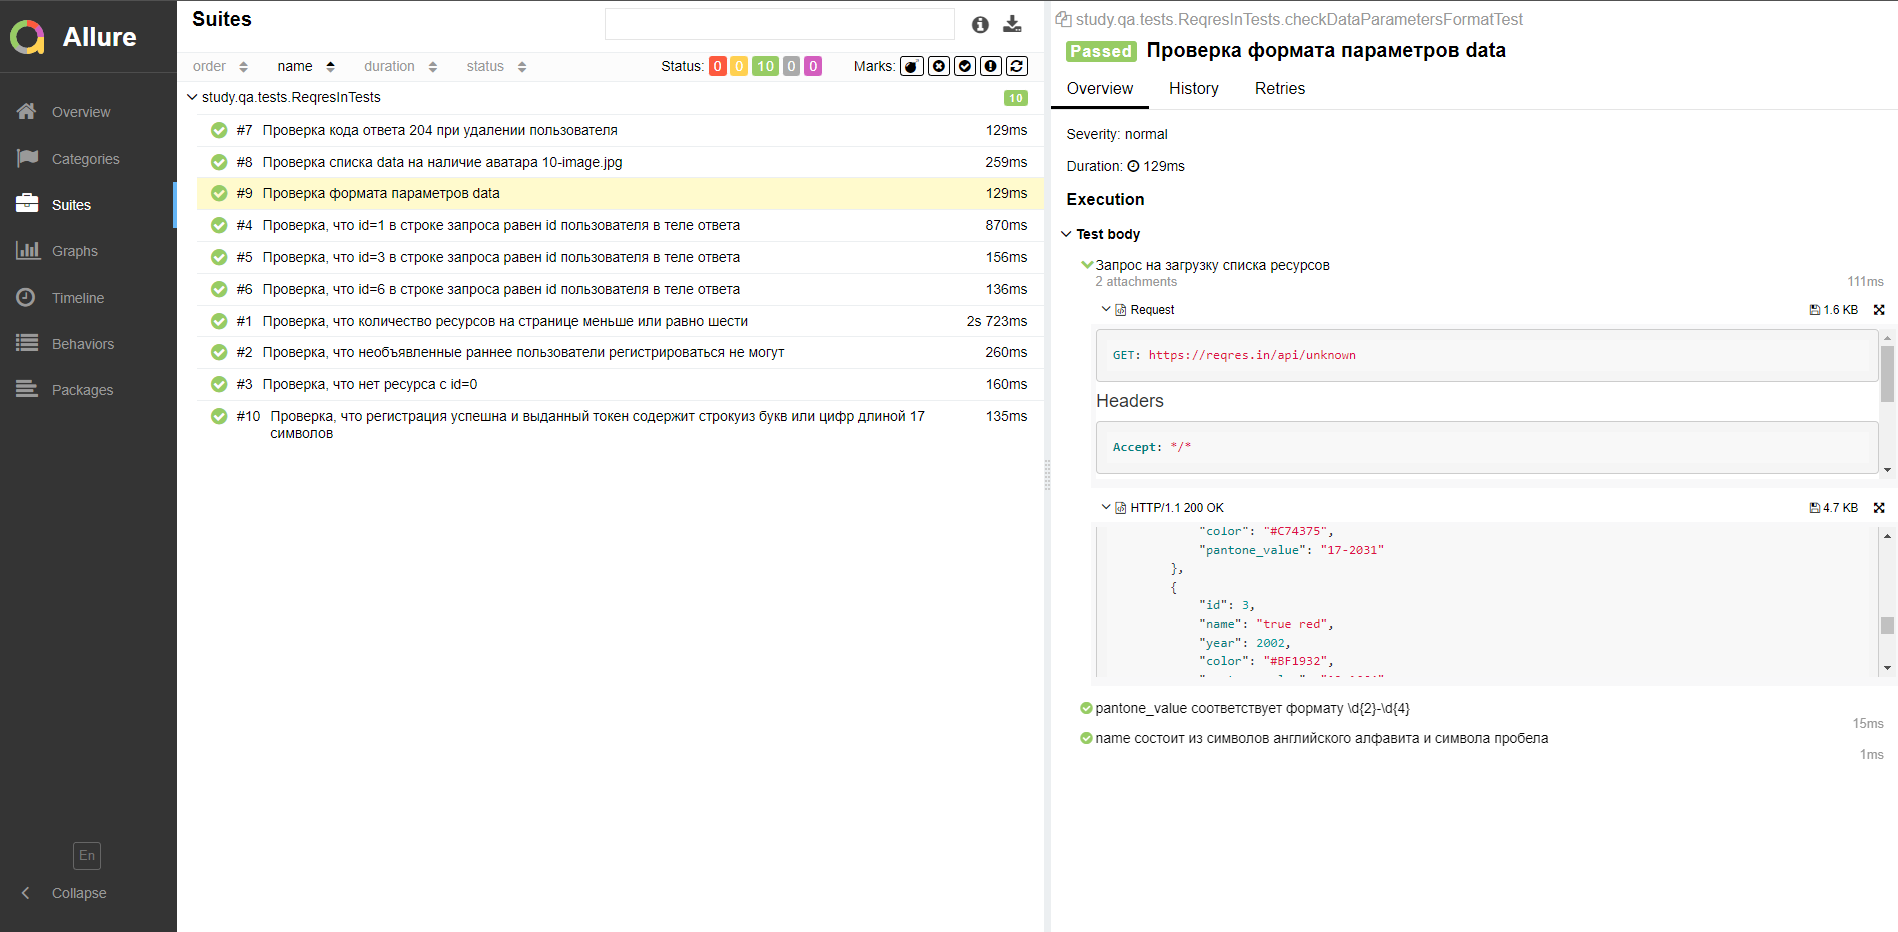 Allure
Overview
Categories
Suites
Graphs
Timeline
Behaviors
Packages
En
Collapse
Suites
order name duration status Status: 0 0 10 0 0 Marks:
study.qa.tests.ReqresInTests 10
#7 Проверка кода ответа 204 при удалении пользователя 129ms
#8 Проверка списка data на наличие аватара 10-image.jpg 259ms
#9 Проверка формата параметров data 129ms
#4 Проверка, что id=1 в строке запроса равен id пользователя в теле ответа 870ms
#5 Проверка, что id=3 в строке запроса равен id пользователя в теле ответа 156ms
#6 Проверка, что id=6 в строке запроса равен id пользователя в теле ответа 136ms
#1 Проверка, что количество ресурсов на странице меньше или равно шести 2s 723ms
#2 Проверка, что необъявленные раннее пользователи регистрироваться не могут 260ms
#3 Проверка, что нет ресурса с id=0 160ms
#10 Проверка, что регистрация успешна и выданный токен содержит строкуиз букв или цифр длиной 17 135ms
символов
study.qa.tests.ReqresInTests.checkDataParametersFormatTest
Passed Проверка формата параметров data
Overview History Retries
Severity: normal
Duration: 129ms
Execution
Test body
Запрос на загрузку списка ресурсов
2 attachments 111ms
Request 1.6 KB
GET: https://reqres.in/api/unknown
Headers
Accept: */*
HTTP/1.1 200 OK 4.7 KB
"color": "#C74375",
"pantone_value": "17-2031"
},
{
"id": 3,
"name": "true red",
"year": 2002,
"color": "#BF1932",
pantone_value соответствует формату \d{2}-\d{4}
15ms
name состоит из символов английского алфавита и символа пробела
1ms